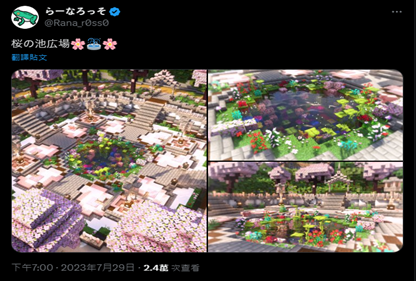 らーなろっそ
@Rana_r0ss0
桜の池広場🌸⛲🌸
翻譯貼文
下午7:00 · 2023年7月29日 · 2.4萬 次查看